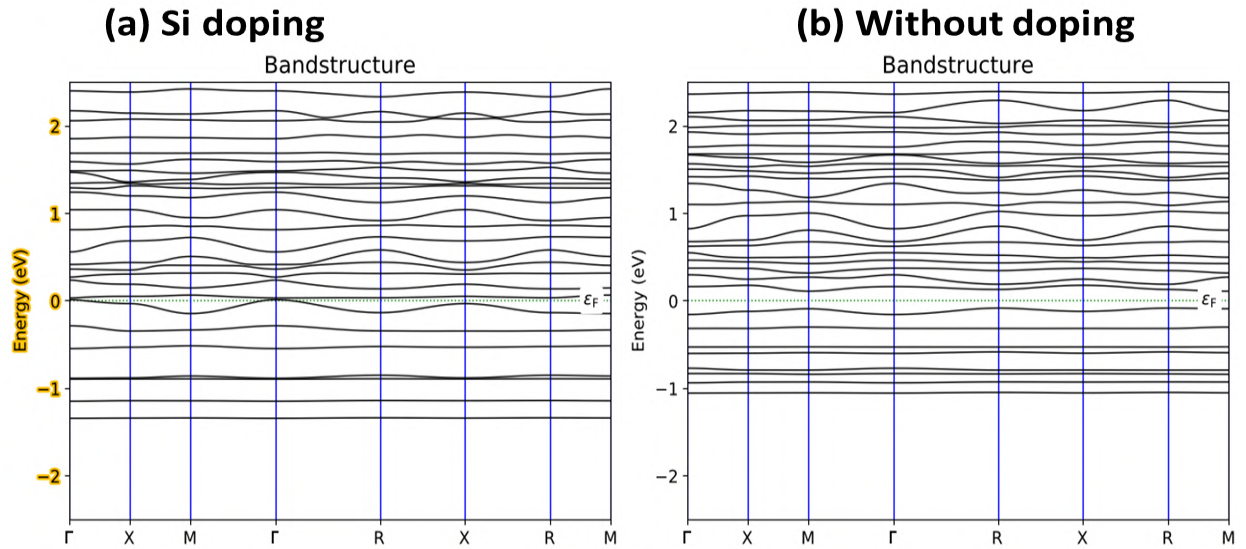 (a) Si doping
Bandstructure
Energy (eV)
2
1
0
−1
−2
εF
Γ X M Γ R X R M
(b) Without doping
Bandstructure
Energy (eV)
2
1
0
−1
−2
εF
Γ X M Γ R X R M